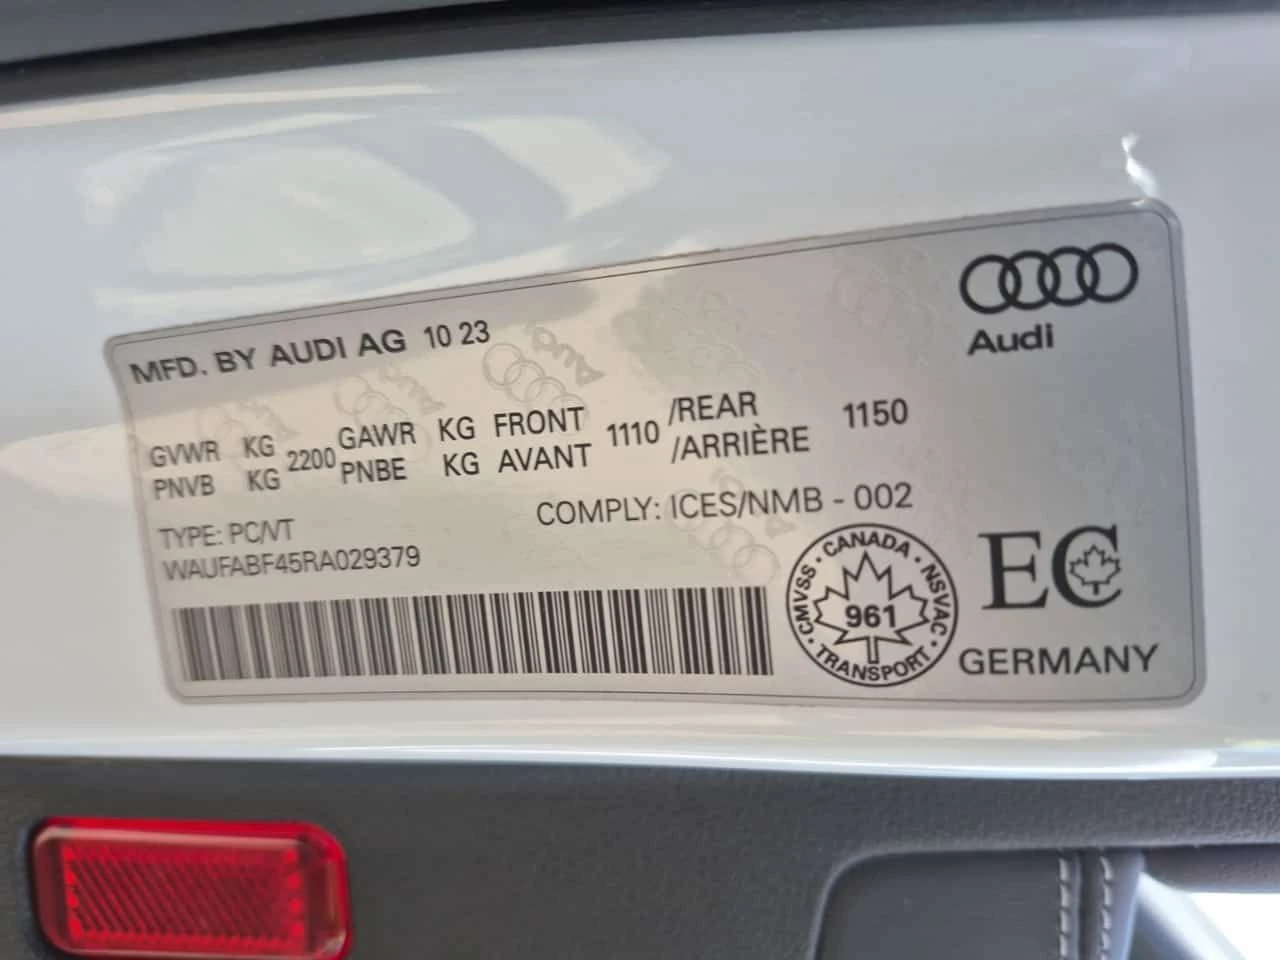 Audi
MFD. BY AUDI AG 10 23
GVWR KG 2200 GAWR KG FRONT 1110 /REAR 1150
PNVB KG PNBE KG AVANT /ARRIÈRE
COMPLY: ICES/NMB - 002
TYPE: PC/VT
WAUFABF45RA029379
CANADA · NSVAC · TRANSPORT · CMVSS ·
961
EC
GERMANY